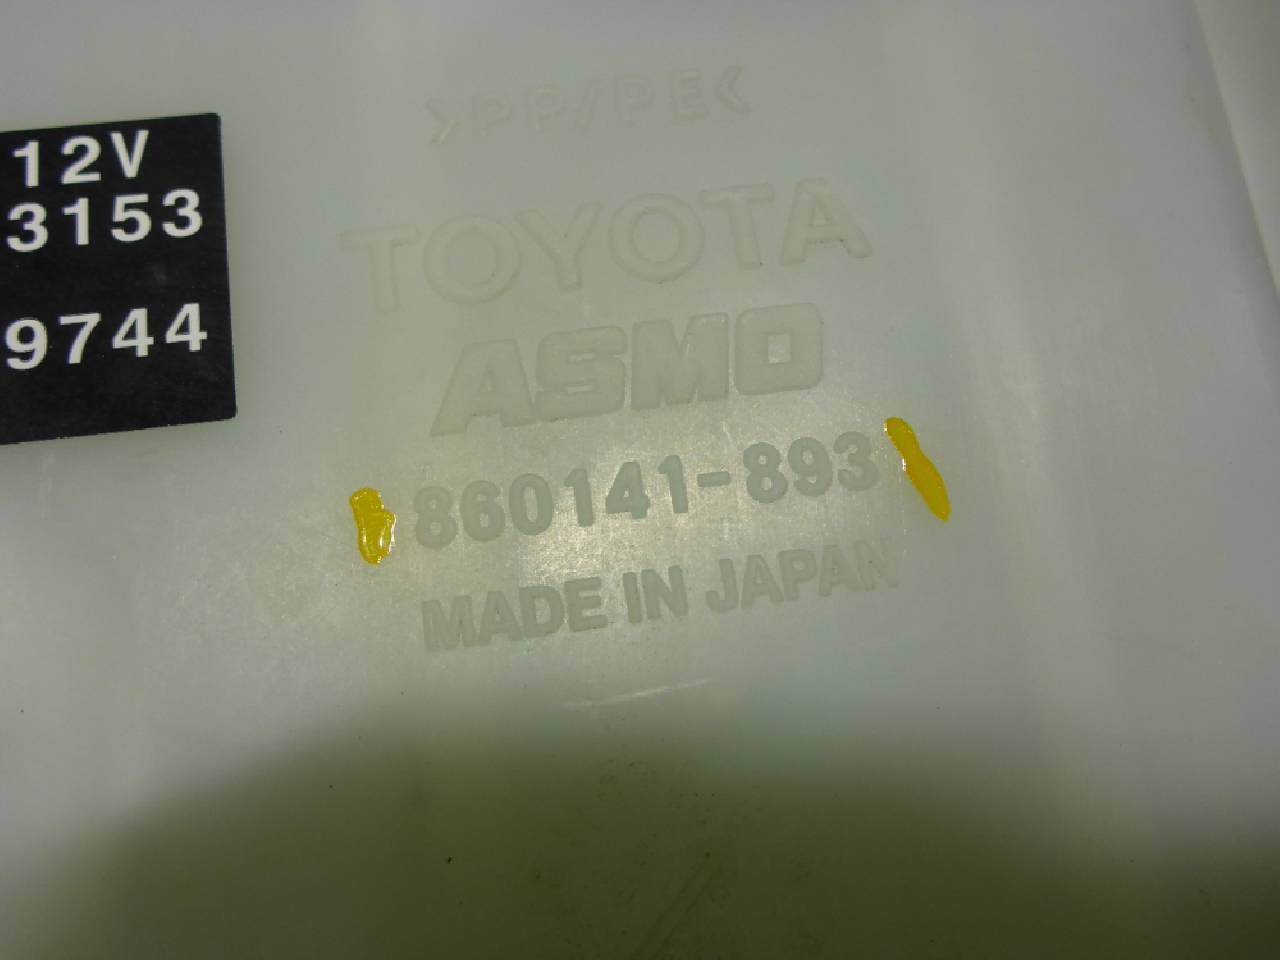 >PP/PE<
12V
3153
9744
TOYOTA
ASMO
860141-893
MADE IN JAPAN